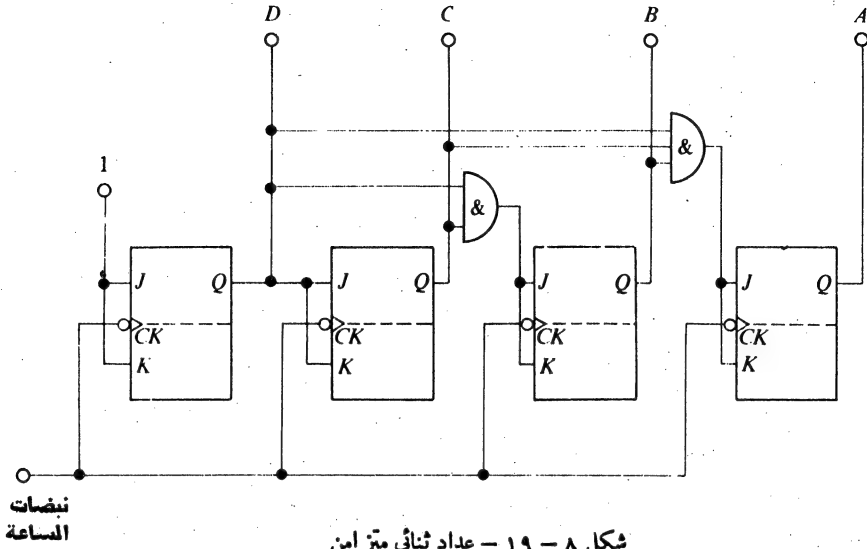 D C B A
&
1
&
J Q J Q J Q J Q
CK CK CK CK
K K K K
نبضات
الساعة
شكل ٨ – ١٩ – عداد ثنائي متزامن